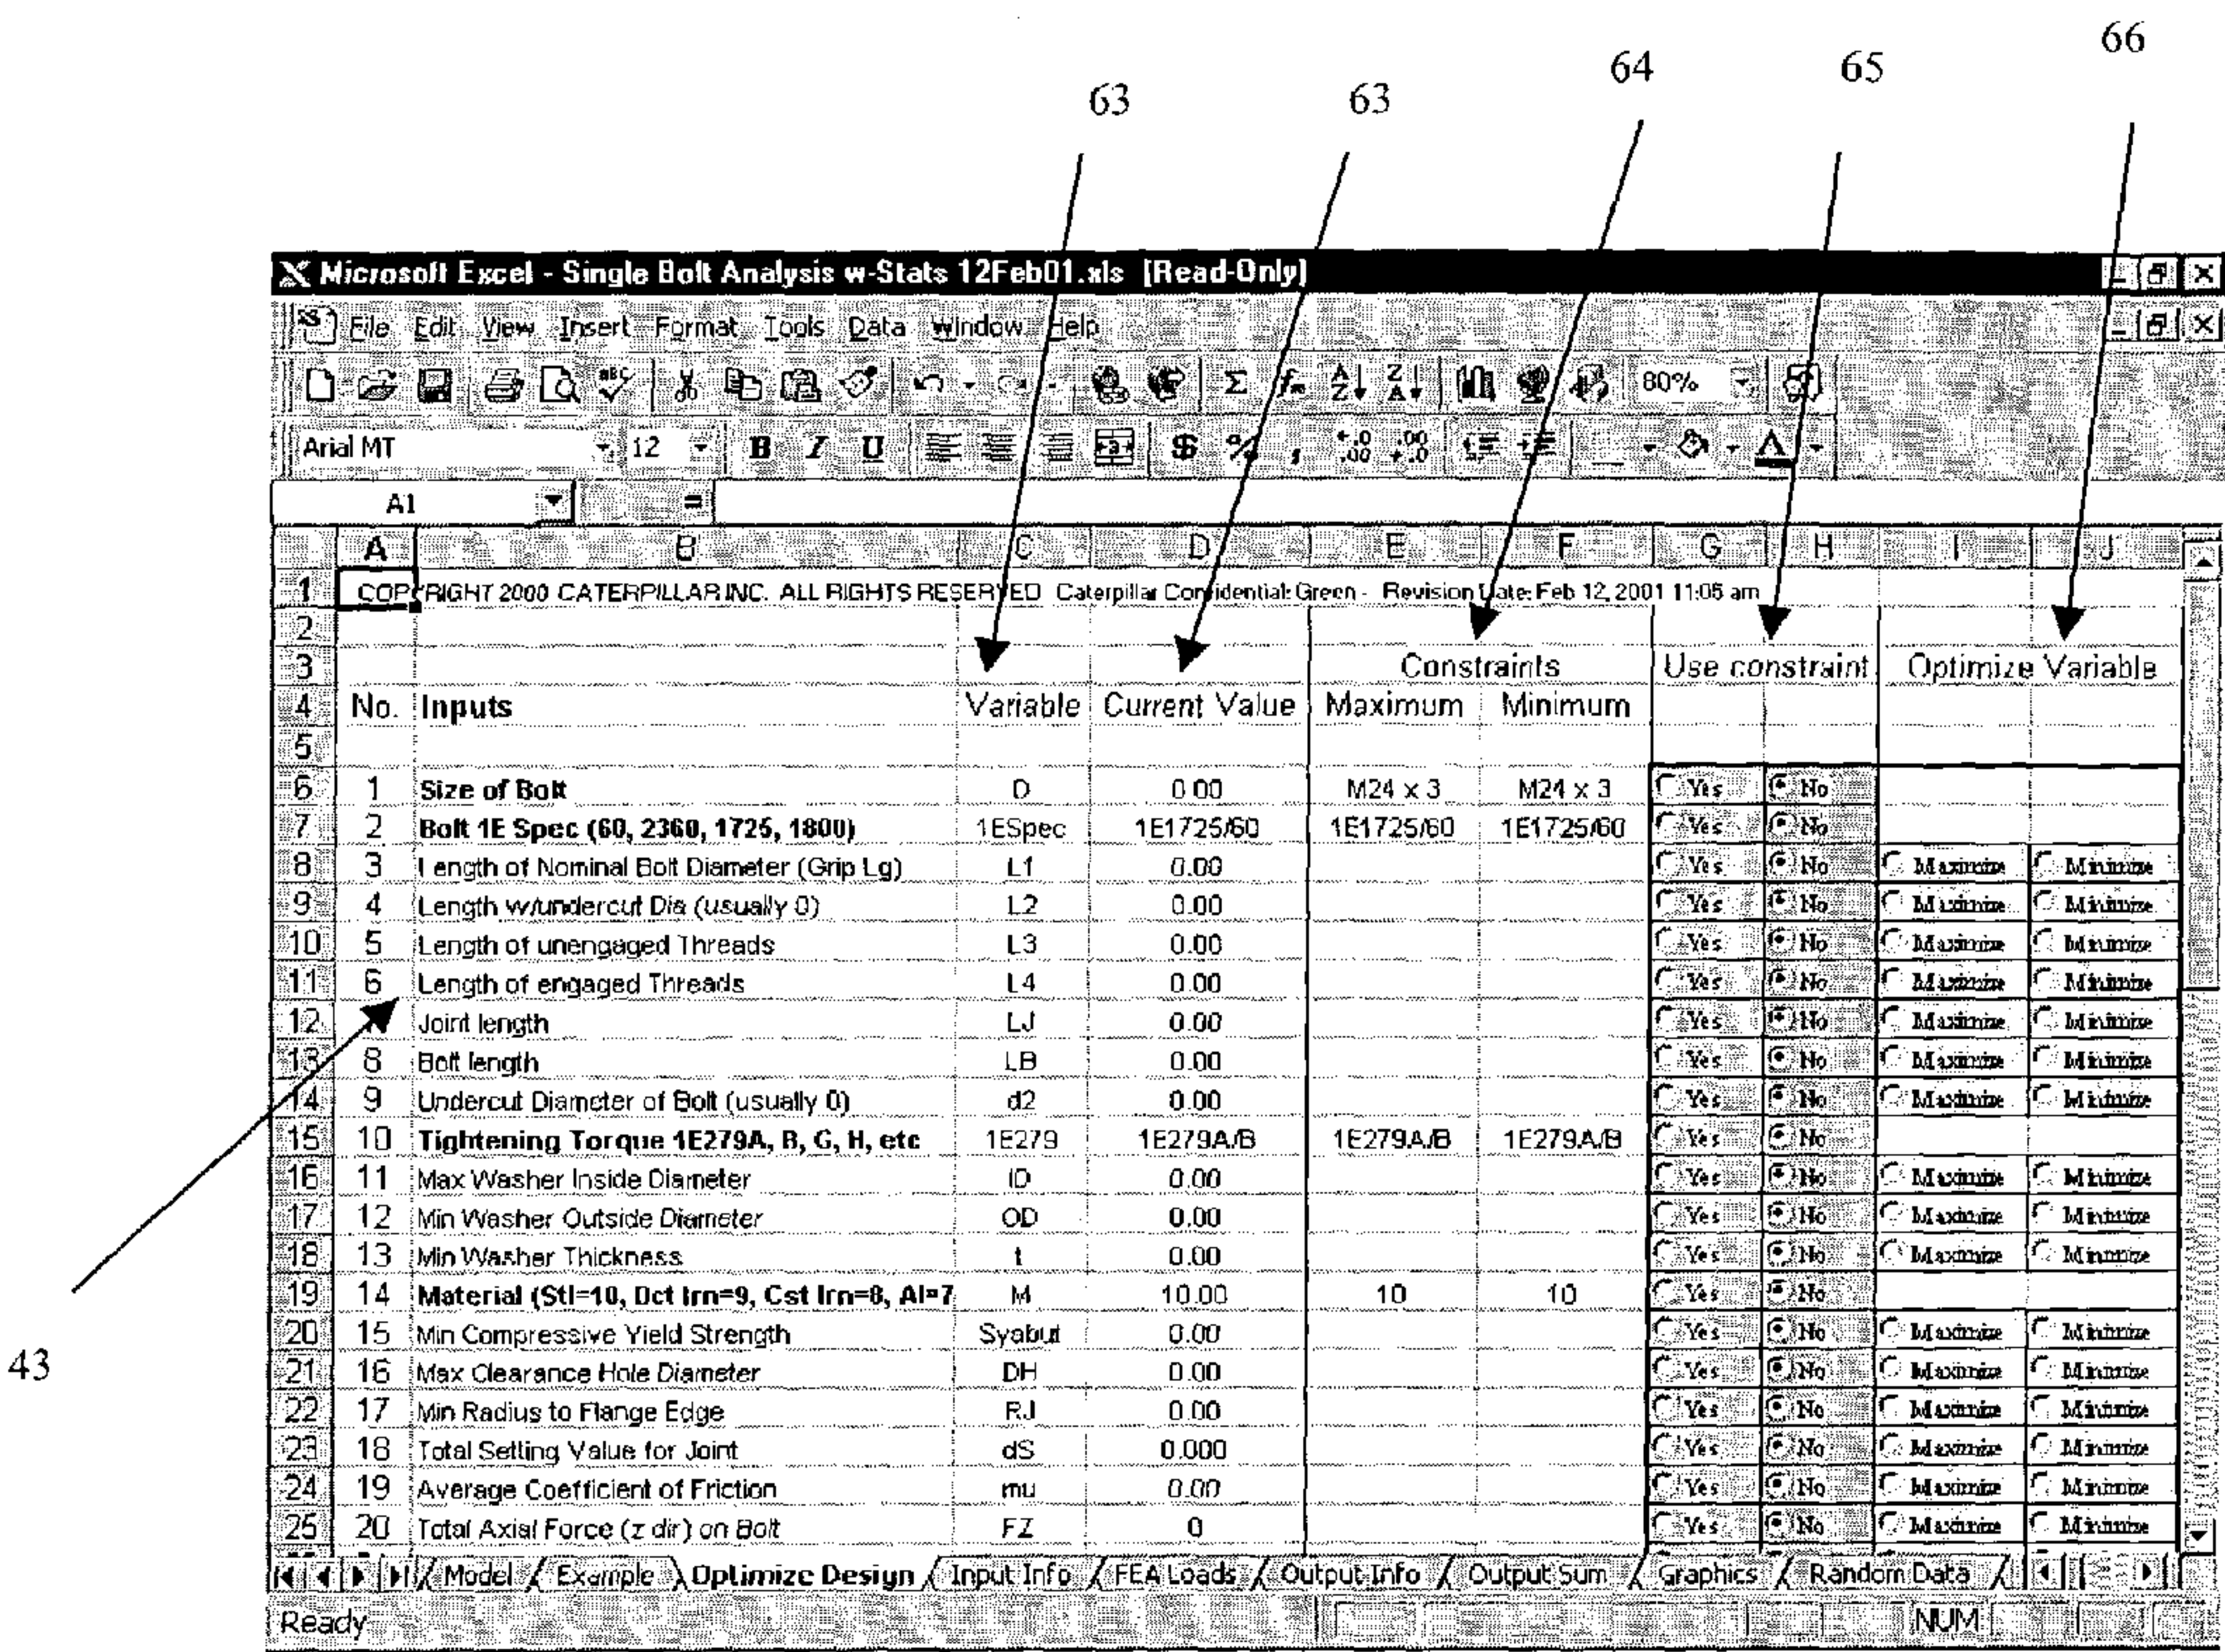 66
64 65
63 63
Microsoft Excel - Single Bolt Analysis w-Stats 12Feb01.xls [Read-Only]
File Edit View Insert Format Tools Data Window Help
80%
Arial MT 12 B I U $ % ,
A1 =
A B C D E F G H I J
1 COPYRIGHT 2000 CATERPILLAR INC. ALL RIGHTS RESERVED Caterpillar Confidential: Green - Revision Date: Feb 12, 2001 11:05 am
2
3 Constraints Use constraint Optimize Variable
4 No. Inputs Variable Current Value Maximum Minimum
5
6 1 Size of Bolt D 0.00 M24 x 3 M24 x 3 Yes No
7 2 Bolt 1E Spec (60, 2360, 1725, 1800) 1ESpec 1E1725/60 1E1725/60 1E1725/60 Yes No
8 3 Length of Nominal Bolt Diameter (Grip Lg) L1 0.00 Yes No Maximize Minimize
9 4 Length w/undercut Dia (usually 0) L2 0.00 Yes No Maximize Minimize
10 5 Length of unengaged Threads L3 0.00 Yes No Maximize Minimize
11 6 Length of engaged Threads L4 0.00 Yes No Maximize Minimize
12 Joint length LJ 0.00 Yes No Maximize Minimize
13 8 Bolt length LB 0.00 Yes No Maximize Minimize
14 9 Undercut Diameter of Bolt (usually 0) d2 0.00 Yes No Maximize Minimize
15 10 Tightening Torque 1E279A, B, G, H, etc 1E279 1E279A/B 1E279A/B 1E279A/B Yes No
16 11 Max Washer Inside Diameter ID 0.00 Yes No Maximize Minimize
17 12 Min Washer Outside Diameter OD 0.00 Yes No Maximize Minimize
18 13 Min Washer Thickness t 0.00 Yes No Maximize Minimize
19 14 Material (Stl=10, Dct Irn=9, Cst Irn=8, Al=7 M 10.00 10 10 Yes No
20 15 Min Compressive Yield Strength Syabut 0.00 Yes No Maximize Minimize
43
21 16 Max Clearance Hole Diameter DH 0.00 Yes No Maximize Minimize
22 17 Min Radius to Flange Edge RJ 0.00 Yes No Maximize Minimize
23 18 Total Setting Value for Joint dS 0.000 Yes No Maximize Minimize
24 19 Average Coefficient of Friction mu 0.00 Yes No Maximize Minimize
25 20 Total Axial Force (z dir) on Bolt FZ 0 Yes No Maximize Minimize
Model Example Optimize Design Input Info FEA Loads Output Info Output Sum Graphics Random Data
Ready NUM